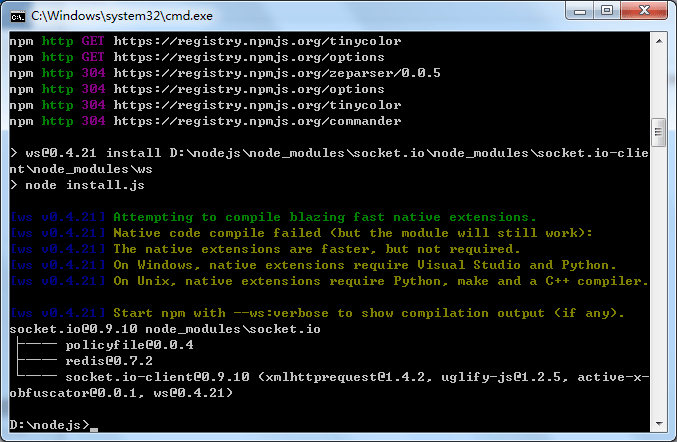 C:\Windows\system32\cmd.exe
npm http GET https://registry.npmjs.org/tinycolor
npm http GET https://registry.npmjs.org/options
npm http 304 https://registry.npmjs.org/zeparser/0.0.5
npm http 304 https://registry.npmjs.org/options
npm http 304 https://registry.npmjs.org/tinycolor
npm http 304 https://registry.npmjs.org/commander
> ws@0.4.21 install D:\nodejs\node_modules\socket.io\node_modules\socket.io-clie
nt\node_modules\ws
> node install.js
[ws v0.4.21] Attempting to compile blazing fast native extensions.
[ws v0.4.21] Native code compile failed (but the module will still work):
[ws v0.4.21] The native extensions are faster, but not required.
[ws v0.4.21] On Windows, native extensions require Visual Studio and Python.
[ws v0.4.21] On Unix, native extensions require Python, make and a C++ compiler.
[ws v0.4.21] Start npm with --ws:verbose to show compilation output (if any).
socket.io@0.9.10 node_modules\socket.io
├──── policyfile@0.0.4
├──── redis@0.7.2
└──── socket.io-client@0.9.10 (xmlhttprequest@1.4.2, uglify-js@1.2.5, active-x-
obfuscator@0.0.1, ws@0.4.21)
D:\nodejs>_